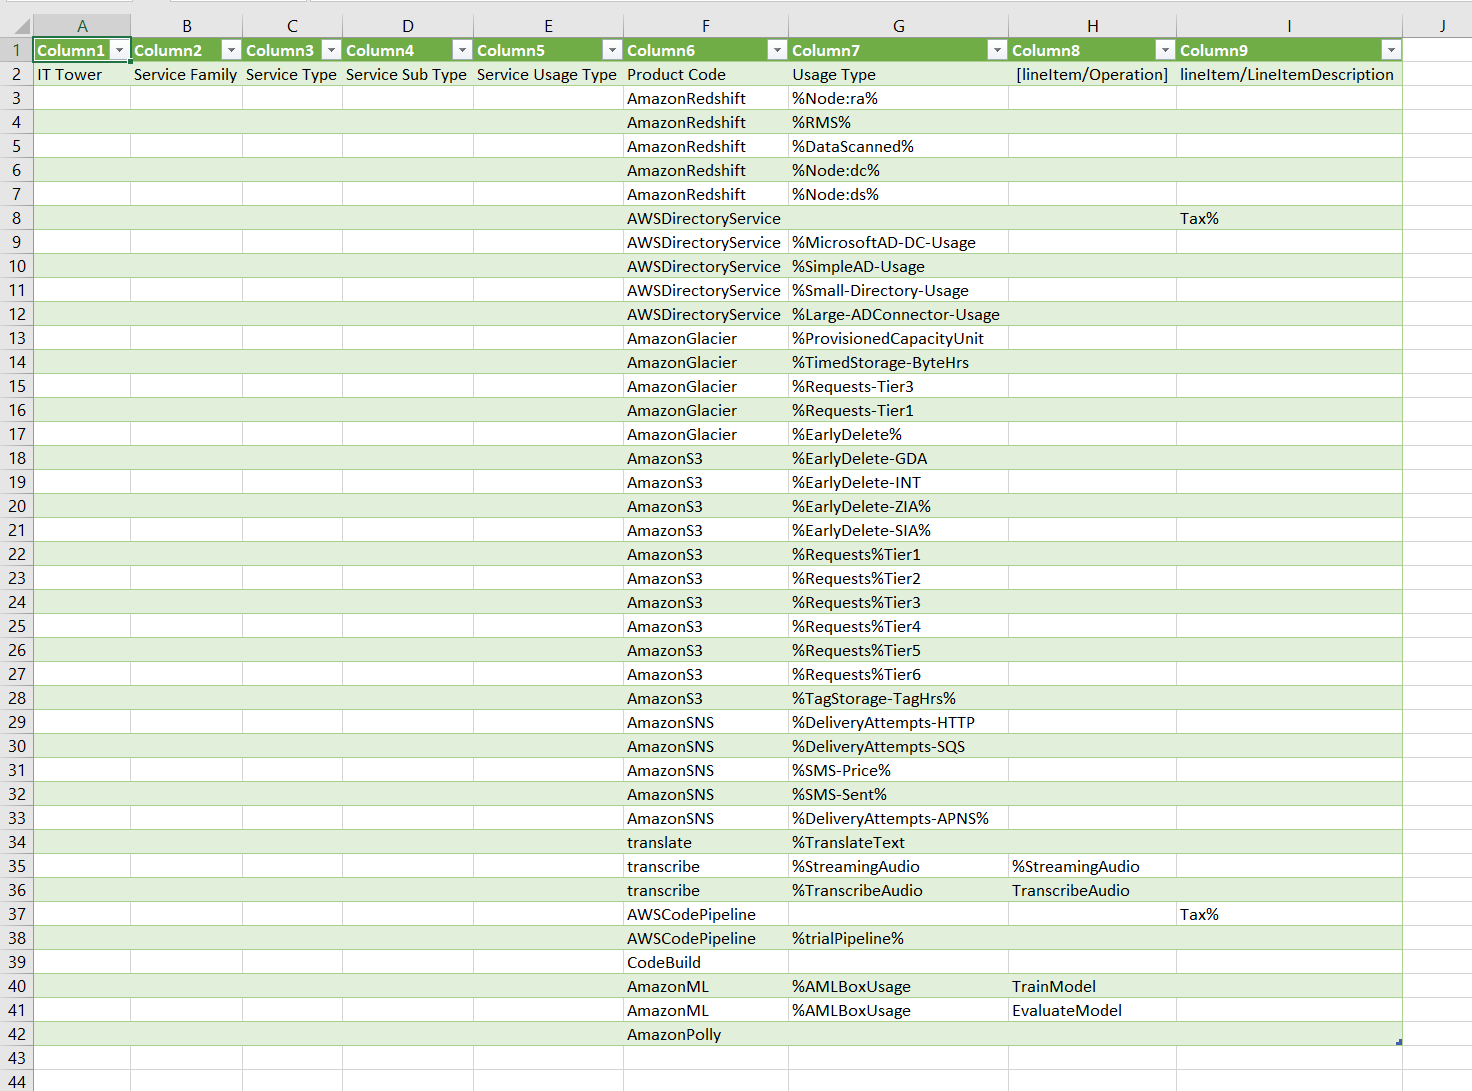 A B C D E F G H I J
1 Column1 Column2 Column3 Column4 Column5 Column6 Column7 Column8 Column9
2 IT Tower Service Family Service Type Service Sub Type Service Usage Type Product Code Usage Type [lineItem/Operation] lineItem/LineItemDescription
3 AmazonRedshift %Node:ra%
4 AmazonRedshift %RMS%
5 AmazonRedshift %DataScanned%
6 AmazonRedshift %Node:dc%
7 AmazonRedshift %Node:ds%
8 AWSDirectoryService Tax%
9 AWSDirectoryService %MicrosoftAD-DC-Usage
10 AWSDirectoryService %SimpleAD-Usage
11 AWSDirectoryService %Small-Directory-Usage
12 AWSDirectoryService %Large-ADConnector-Usage
13 AmazonGlacier %ProvisionedCapacityUnit
14 AmazonGlacier %TimedStorage-ByteHrs
15 AmazonGlacier %Requests-Tier3
16 AmazonGlacier %Requests-Tier1
17 AmazonGlacier %EarlyDelete%
18 AmazonS3 %EarlyDelete-GDA
19 AmazonS3 %EarlyDelete-INT
20 AmazonS3 %EarlyDelete-ZIA%
21 AmazonS3 %EarlyDelete-SIA%
22 AmazonS3 %Requests%Tier1
23 AmazonS3 %Requests%Tier2
24 AmazonS3 %Requests%Tier3
25 AmazonS3 %Requests%Tier4
26 AmazonS3 %Requests%Tier5
27 AmazonS3 %Requests%Tier6
28 AmazonS3 %TagStorage-TagHrs%
29 AmazonSNS %DeliveryAttempts-HTTP
30 AmazonSNS %DeliveryAttempts-SQS
31 AmazonSNS %SMS-Price%
32 AmazonSNS %SMS-Sent%
33 AmazonSNS %DeliveryAttempts-APNS%
34 translate %TranslateText
35 transcribe %StreamingAudio %StreamingAudio
36 transcribe %TranscribeAudio TranscribeAudio
37 AWSCodePipeline Tax%
38 AWSCodePipeline %trialPipeline%
39 CodeBuild
40 AmazonML %AMLBoxUsage TrainModel
41 AmazonML %AMLBoxUsage EvaluateModel
42 AmazonPolly
43
44